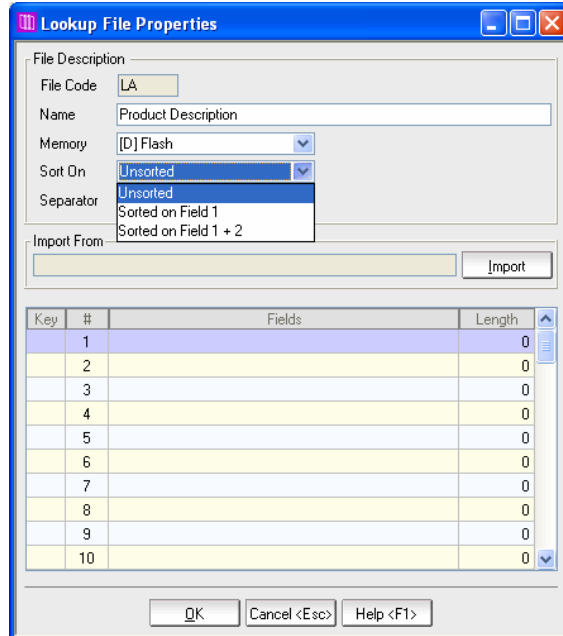 Lookup File Properties
File Description
File Code LA
Name Product Description
Memory [D] Flash
Sort On Unsorted
Unsorted
Sorted on Field 1
Separator
Sorted on Field 1 + 2
Import From
Import
Key # Fields Length
1 0
2 0
3 0
4 0
5 0
6 0
7 0
8 0
9 0
10 0
OK Cancel <Esc> Help <F1>